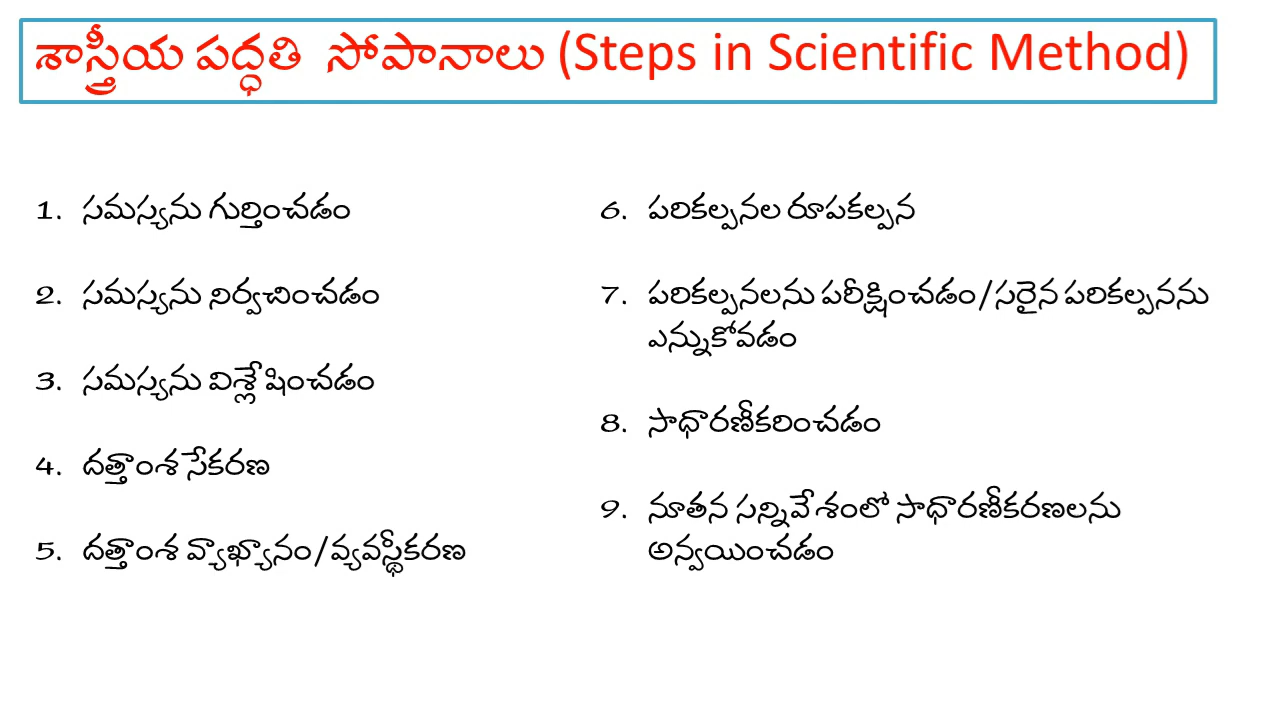 శాస్త్రీయ పద్ధతి సోపానాలు (Steps in Scientific Method)
1. సమస్యను గుర్తించడం
2. సమస్యను నిర్వచించడం
3. సమస్యను విశ్లేషించడం
4. దత్తాంశ సేకరణ
5. దత్తాంశ వ్యాఖ్యానం/వ్యవస్థీకరణ
6. పరికల్పనల రూపకల్పన
7. పరికల్పనలను పరీక్షించడం/సరైన పరికల్పనను
ఎన్నుకోవడం
8. సాధారణీకరించడం
9. నూతన సన్నివేశంలో సాధారణీకరణలను
అన్వయించడం